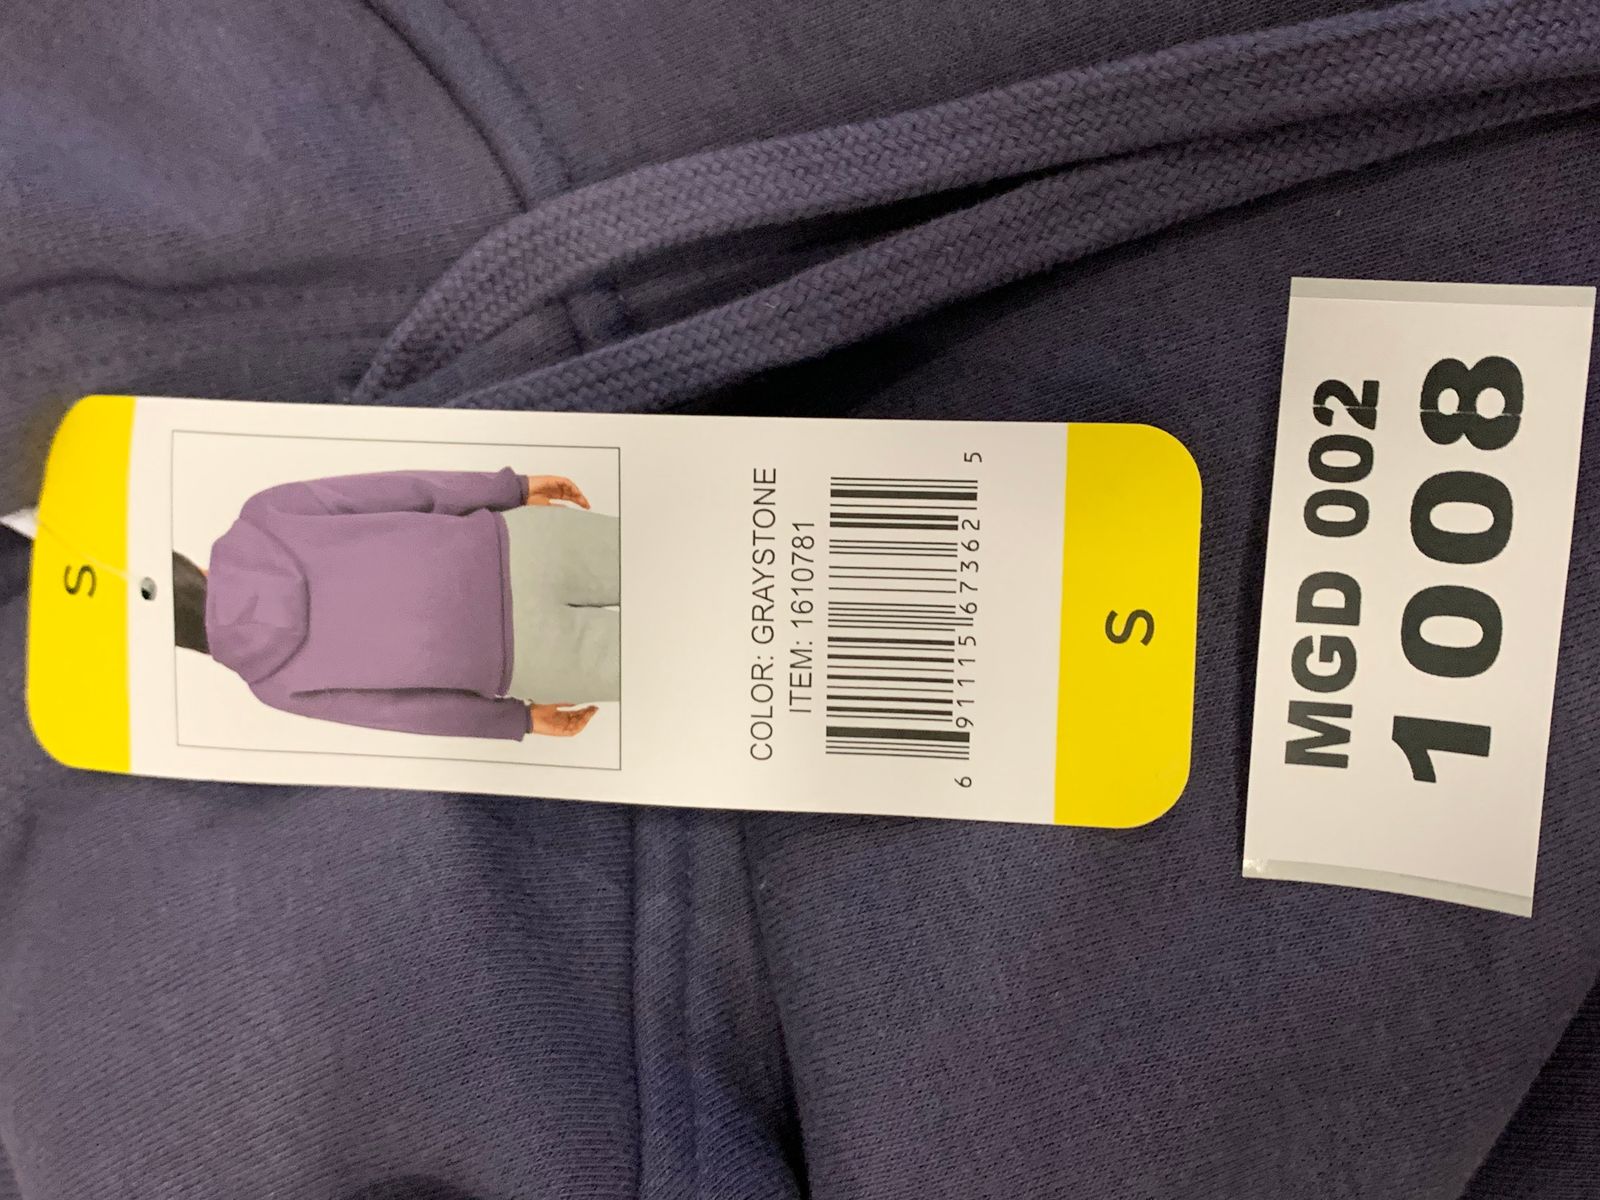 S
COLOR: GRAYSTONE
ITEM: 1610781
6 91115 67362 5
S
MGD 002
1008